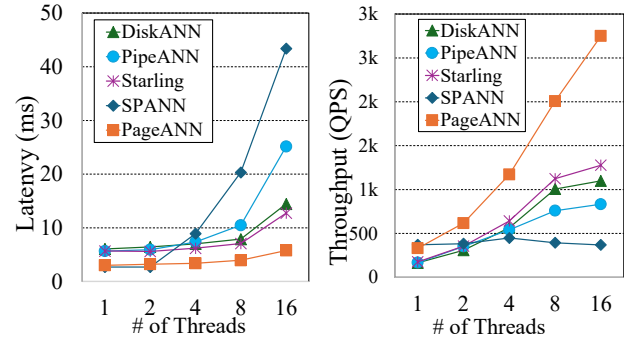 Latenvy (ms)
50
40
30
20
10
0
DiskANN
PipeANN
Starling
SPANN
PageANN
1 2 4 8 16
# of Threads
Throughput (QPS)
3k
3k
2k
2k
1k
500
0
DiskANN
PipeANN
Starling
SPANN
PageANN
1 2 4 8 16
# of Threads